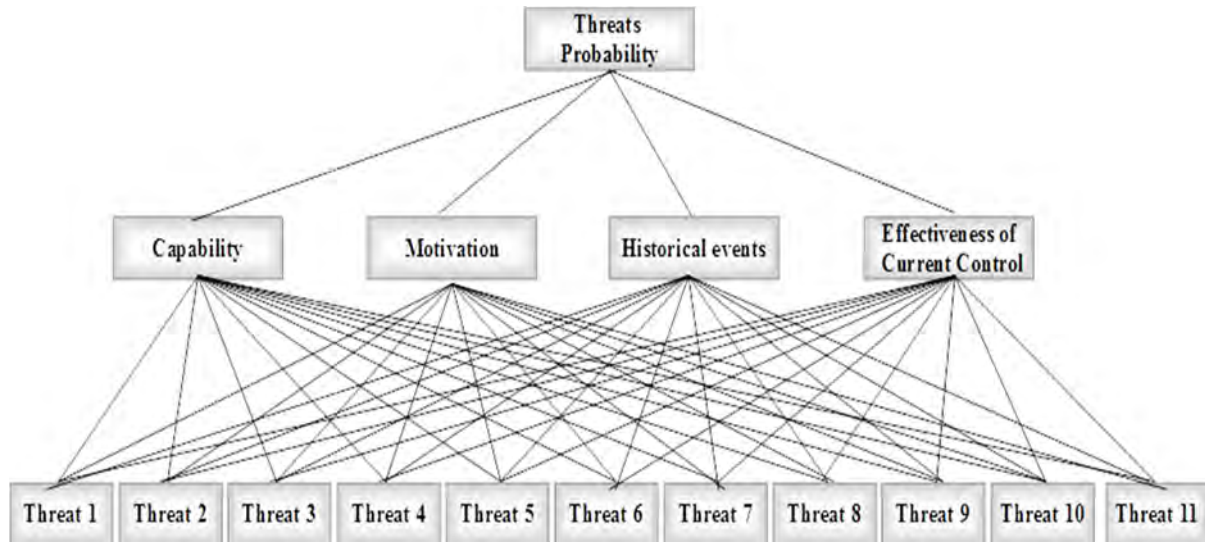 Threats
Probability
Capability
Motivation
Historical events
Effectiveness of
Current Control
Threat 1
Threat 2
Threat 3
Threat 4
Threat 5
Threat 6
Threat 7
Threat 8
Threat 9
Threat 10
Threat 11